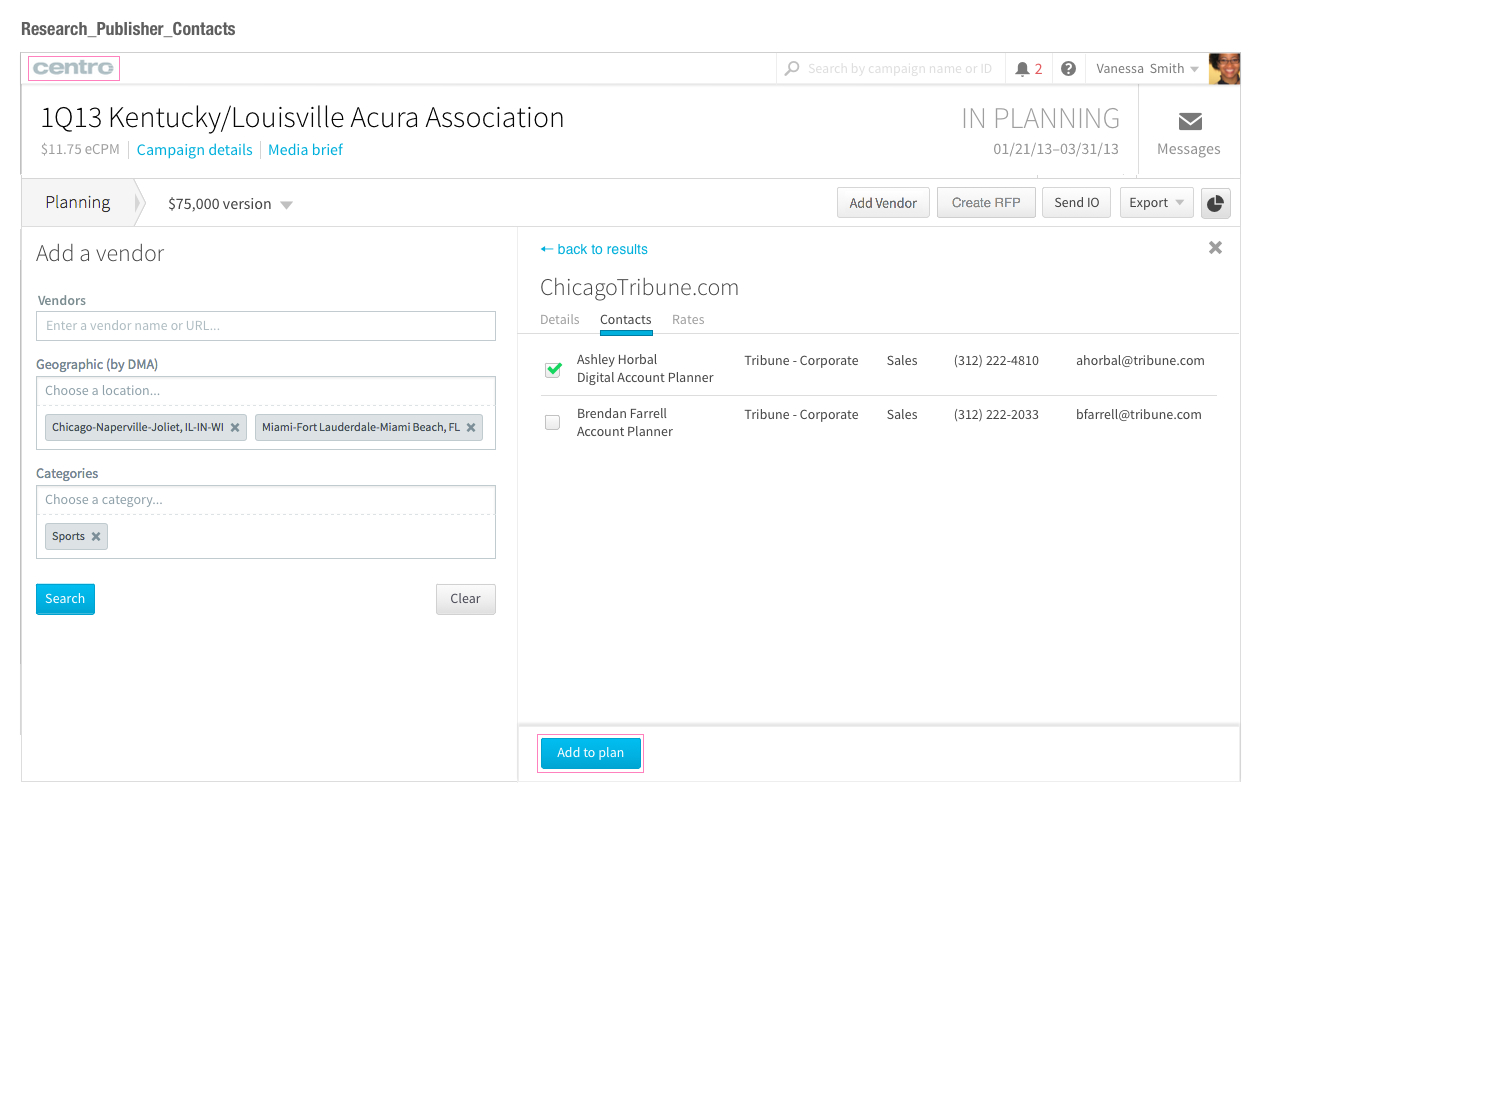 Research_Publisher_Contacts
centro
Search by campaign name or ID
2
?
Vanessa Smith
1Q13 Kentucky/Louisville Acura Association
IN PLANNING
$11.75 eCPM
Campaign details
Media brief
01/21/13–03/31/13
Messages
Planning
$75,000 version
Add Vendor
Create RFP
Send IO
Export
Add a vendor
Vendors
Enter a vendor name or URL...
Geographic (by DMA)
Choose a location...
Chicago-Naperville-Joliet, IL-IN-WI
Miami-Fort Lauderdale-Miami Beach, FL
Categories
Choose a category...
Sports
Search
Clear
← back to results
ChicagoTribune.com
Details
Contacts
Rates
Ashley Horbal
Digital Account Planner
Tribune - Corporate
Sales
(312) 222-4810
ahorbal@tribune.com
Brendan Farrell
Account Planner
Tribune - Corporate
Sales
(312) 222-2033
bfarrell@tribune.com
Add to plan